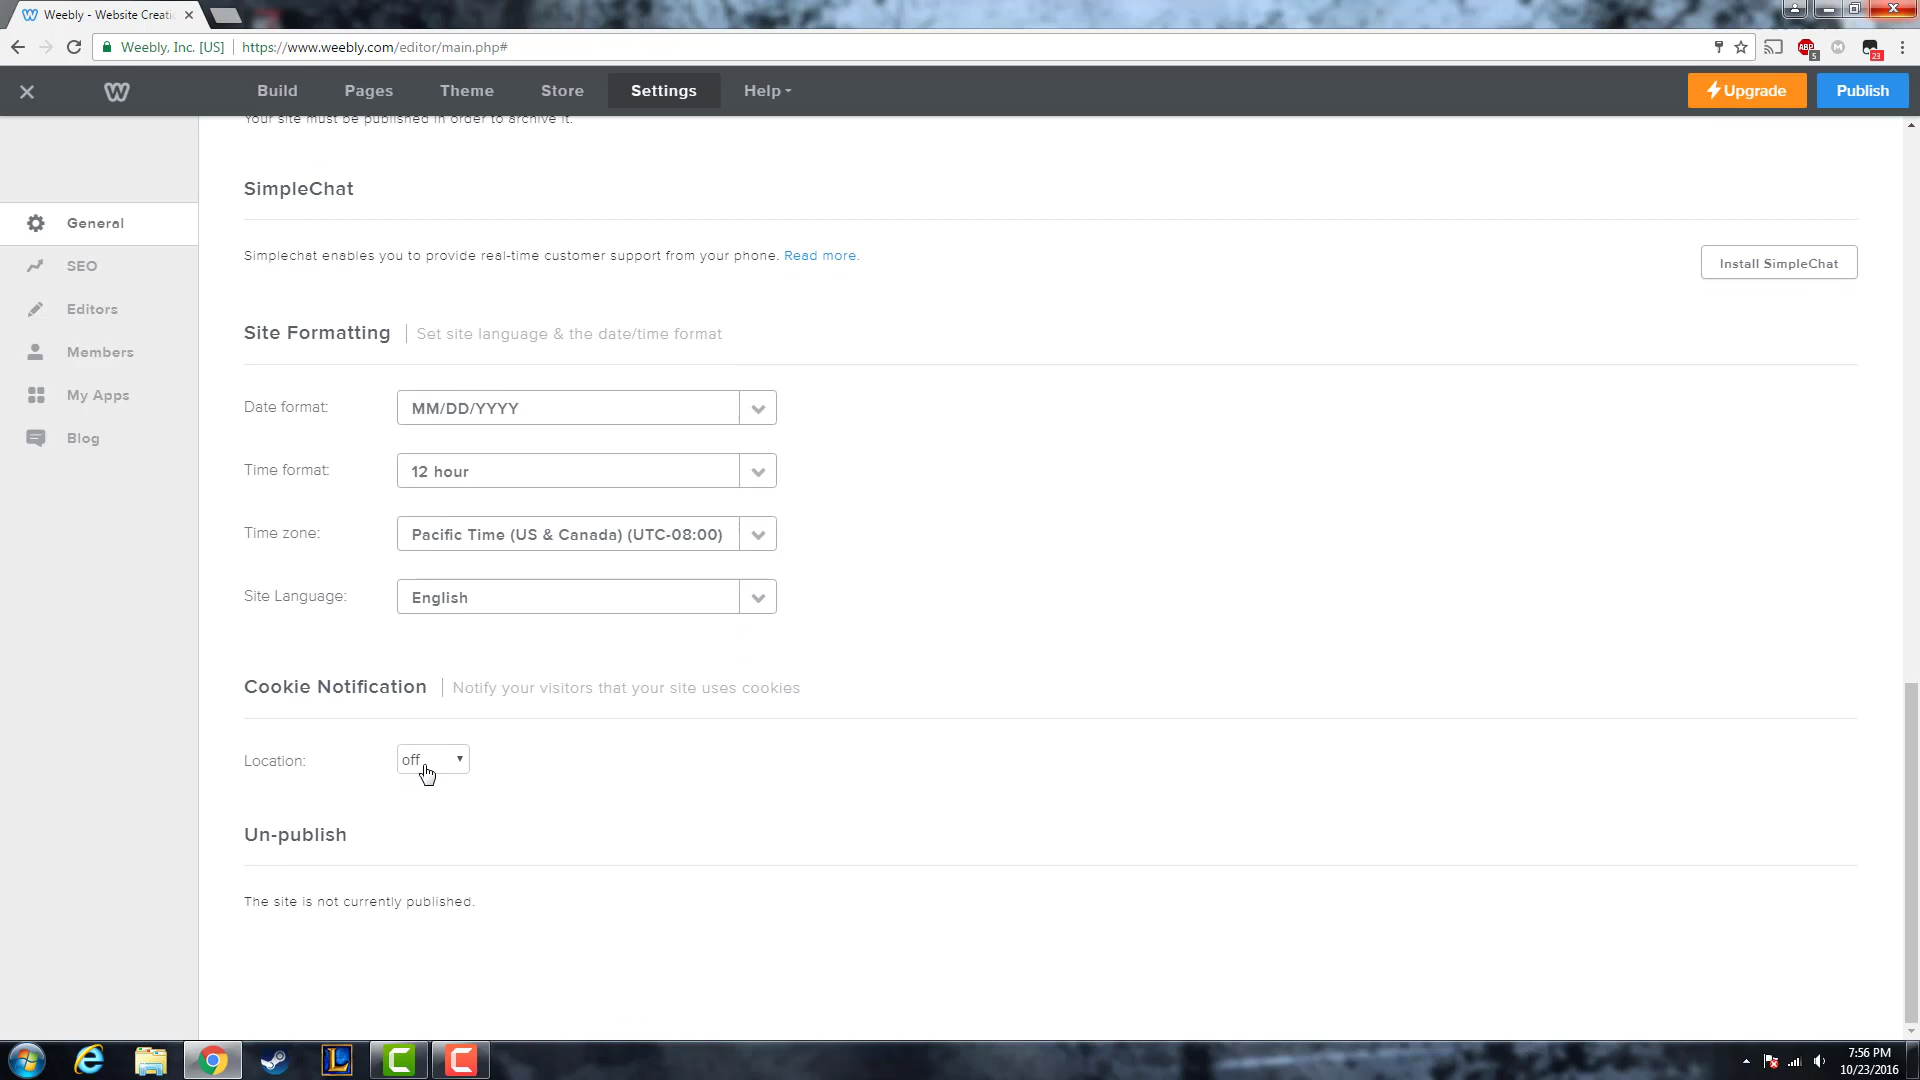 Weebly - Website Creati
Weebly, Inc. [US] https://www.weebly.com/editor/main.php#
ABP 5 M 23
Build Pages Theme Store Settings Help Upgrade Publish
Your site must be published in order to archive it.
SimpleChat
Simplechat enables you to provide real-time customer support from your phone. Read more.
Install SimpleChat
General
SEO
Editors
Members
My Apps
Blog
Site Formatting Set site language & the date/time format
Date format: MM/DD/YYYY
Time format: 12 hour
Time zone: Pacific Time (US & Canada) (UTC-08:00)
Site Language: English
Cookie Notification Notify your visitors that your site uses cookies
Location: off
Un-publish
The site is not currently published.
7:56 PM
10/23/2016